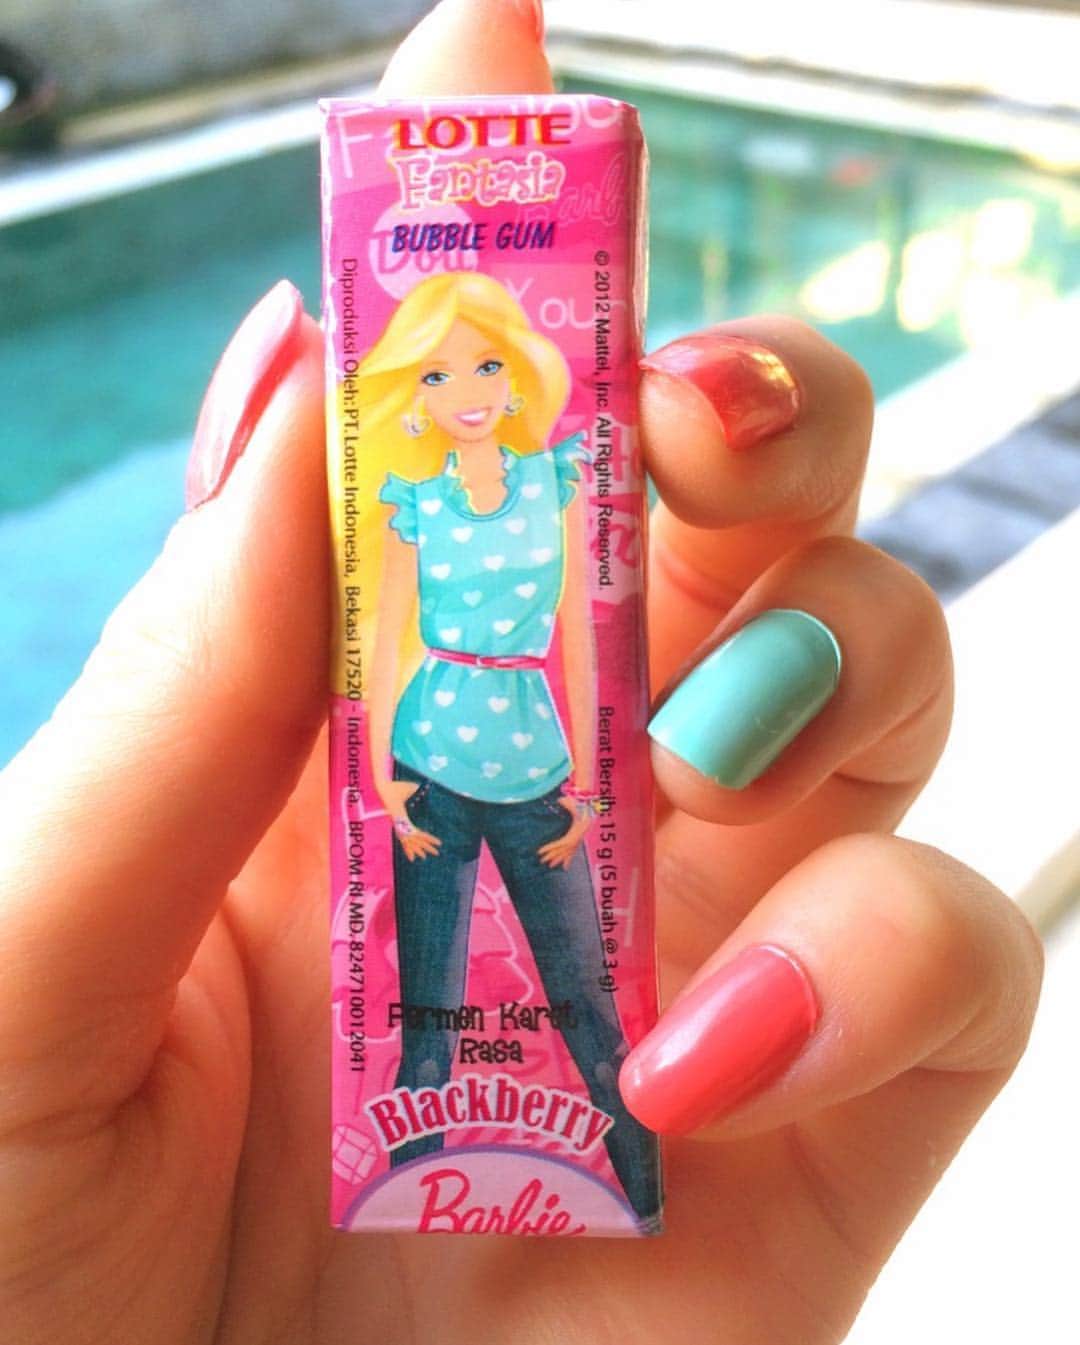 LOTTE
Fantasia
BUBBLE GUM
Diproduksi Oleh: PT.Lotte Indonesia, Bekasi 17520 - Indonesia. BPOM RI MD. 824710012041
© 2012 Mattel, Inc. All Rights Reserved.
Berat Bersih: 15 g (5 buah @ 3 g)
Permen Karet
Rasa
Blackberry
Barbie